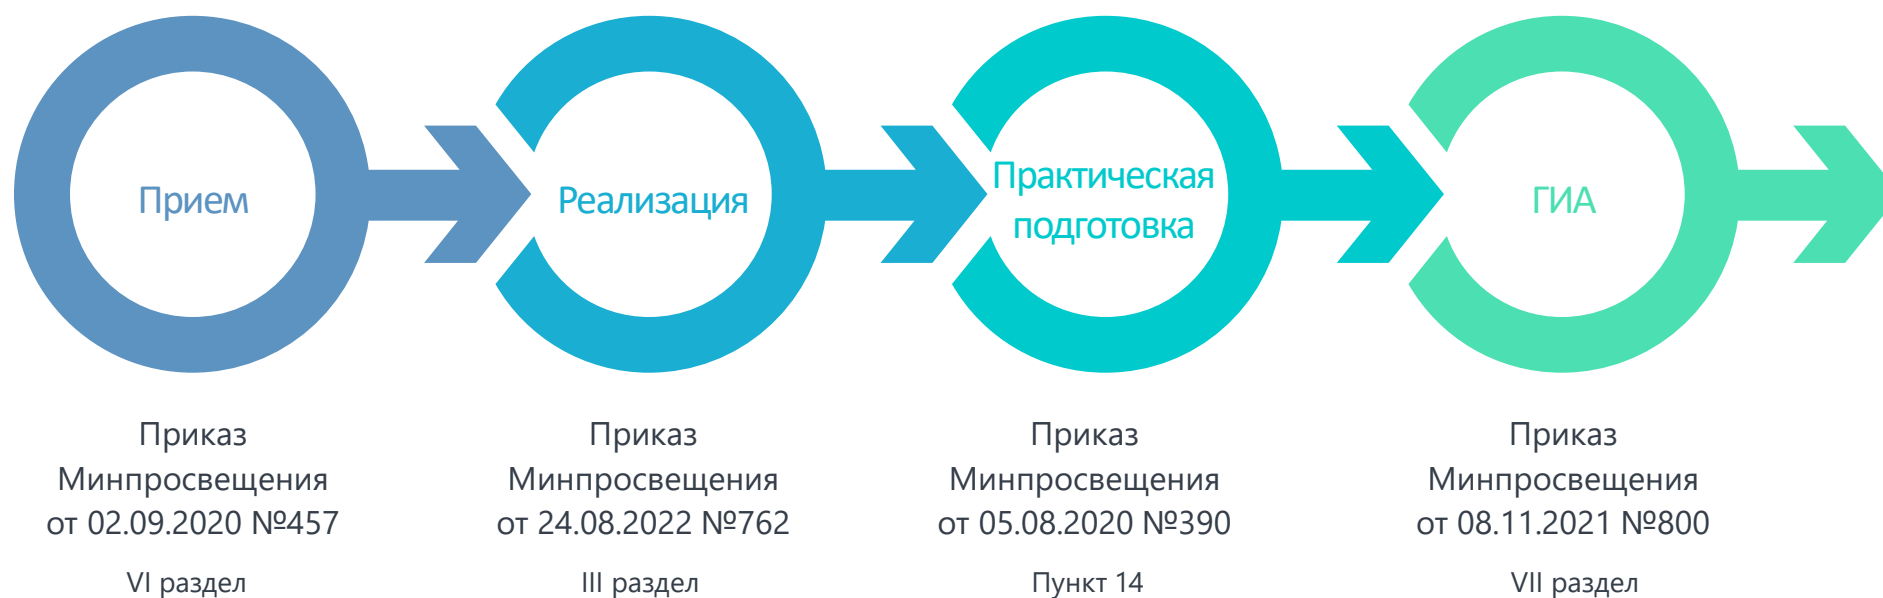 Прием
Реализация
Практическая
подготовка
ГИА
Приказ
Минпросвещения
от 02.09.2020 №457
VI раздел
Приказ
Минпросвещения
от 24.08.2022 №762
III раздел
Приказ
Минпросвещения
от 05.08.2020 №390
Пункт 14
Приказ
Минпросвещения
от 08.11.2021 №800
VII раздел